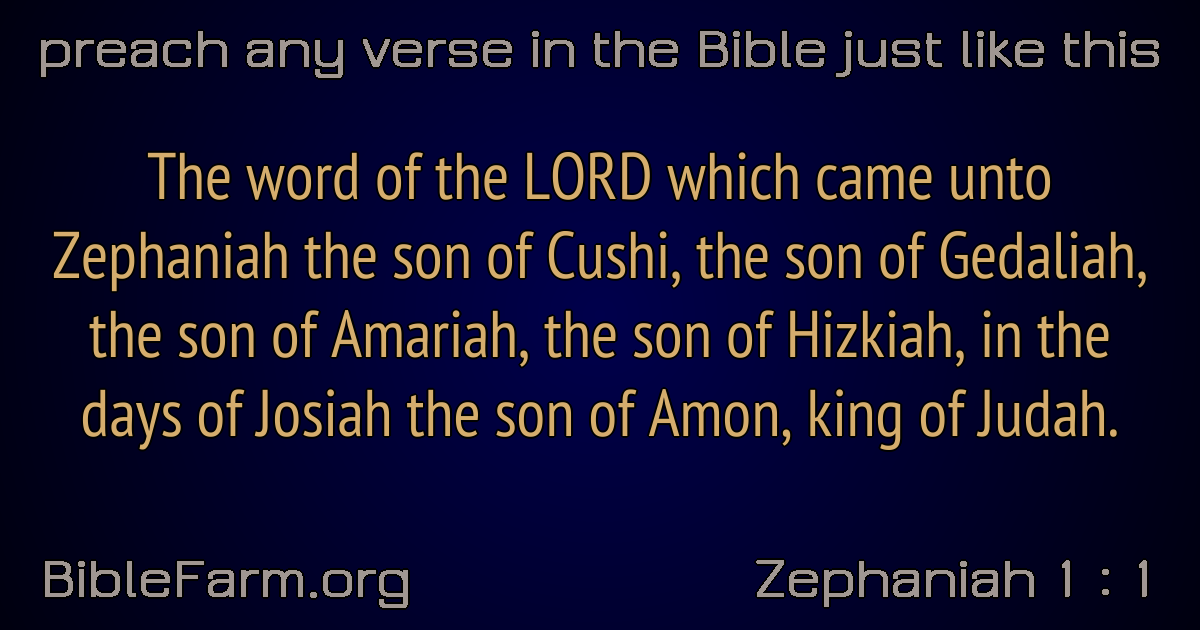 preach any verse in the Bible just like this
The word of the LORD which came unto
Zephaniah the son of Cushi, the son of Gedaliah,
the son of Amariah, the son of Hizkiah, in the
days of Josiah the son of Amon, king of Judah.
BibleFarm.org
Zephaniah 1 : 1